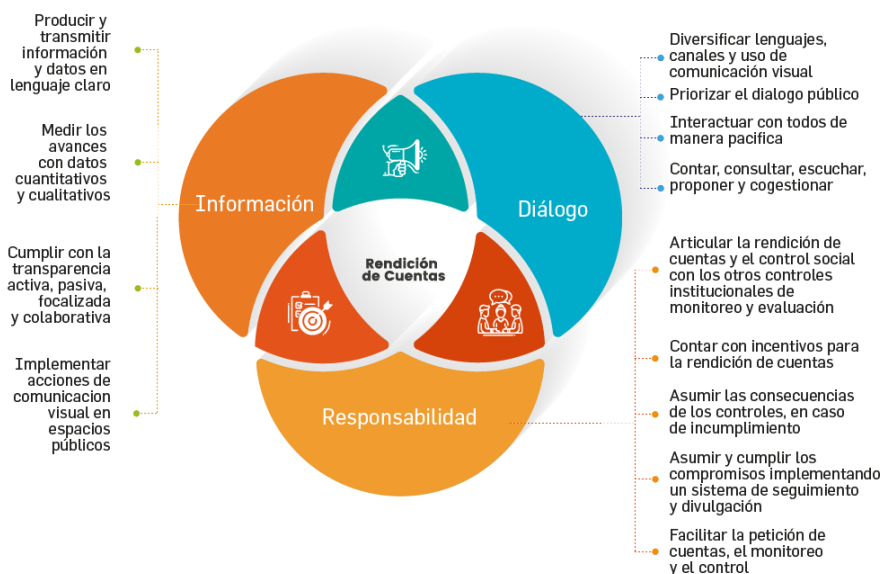 Producir y
transmitir
información
y datos en
lenguaje claro
Medir los
avances
con datos
cuantitativos
y cualitativos
Cumplir con la
transparencia
activa, pasiva,
focalizada
y colaborativa
Implementar
acciones de
comunicacion
visual en
espacios
públicos
Información
Diálogo
Rendición
de Cuentas
Responsabilidad
Diversificar lenguajes,
canales y uso de
comunicación visual
Priorizar el dialogo público
Interactuar con todos de
manera pacifica
Contar, consultar, escuchar,
proponer y cogestionar
Articular la rendición de
cuentas y el control social
con los otros controles
institucionales de
monitoreo y evaluación
Contar con incentivos para
la rendición de cuentas
Asumir las consecuencias
de los controles, en caso
de incumplimiento
Asumir y cumplir los
compromisos implementando
un sistema de seguimiento
y divulgación
Facilitar la petición de
cuentas, el monitoreo
y el control